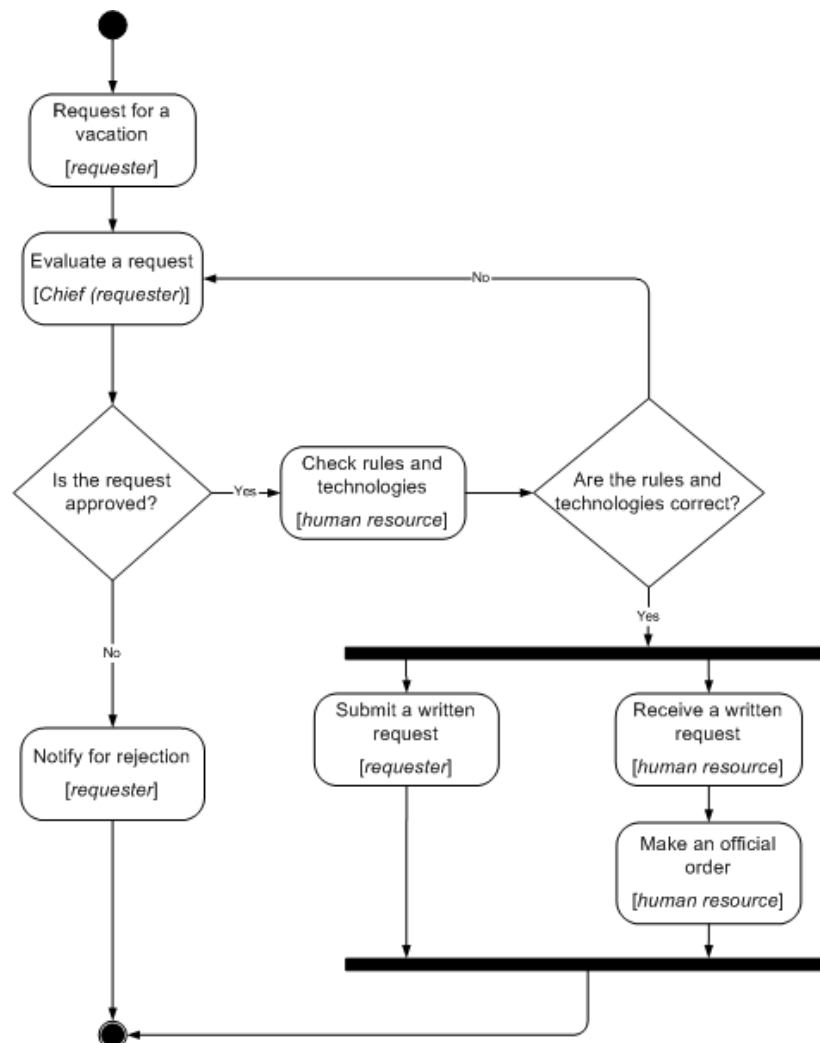 Request for a
vacation
[requester]
Evaluate a request
[Chief (requester)]
No
Is the request
approved?
Yes
Check rules and
technologies
[human resource]
Are the rules and
technologies correct?
Yes
No
Submit a written
request
[requester]
Receive a written
request
[human resource]
Notify for rejection
[requester]
Make an official
order
[human resource]